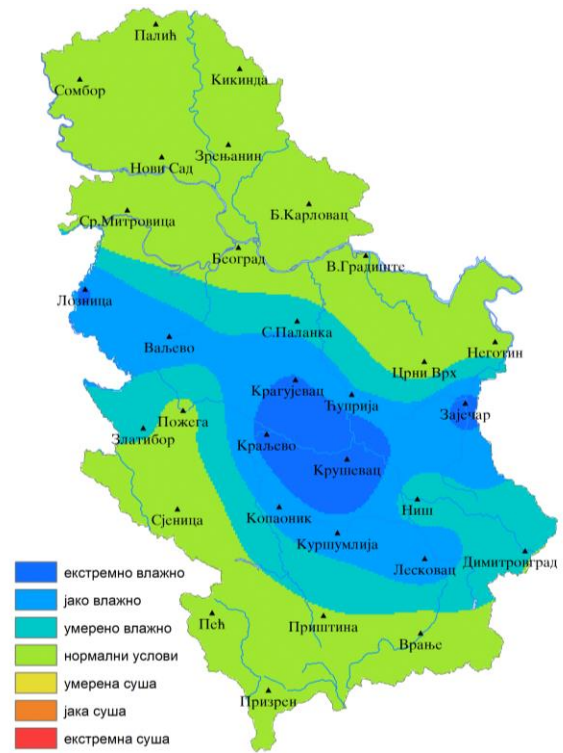 Палић
Кикинда
Сомбор
Зрењанин
Нови Сад
Б.Карловац
Ср.Митровица
Београд
В.Градиште
Лозница
С.Паланка
Ваљево
Неготин
Црни Врх
Крагујевац
Ћуприја
Зајечар
Пожега
Златибор
Краљево
Крушевац
Ниш
Сјеница
Копаоник
Куршумлија
Лесковац
Димитровград
екстремно влажно
јако влажно
умерено влажно
нормални услови
умерена суша
јака суша
екстремна суша
Пећ
Приштина
Врање
Призрен